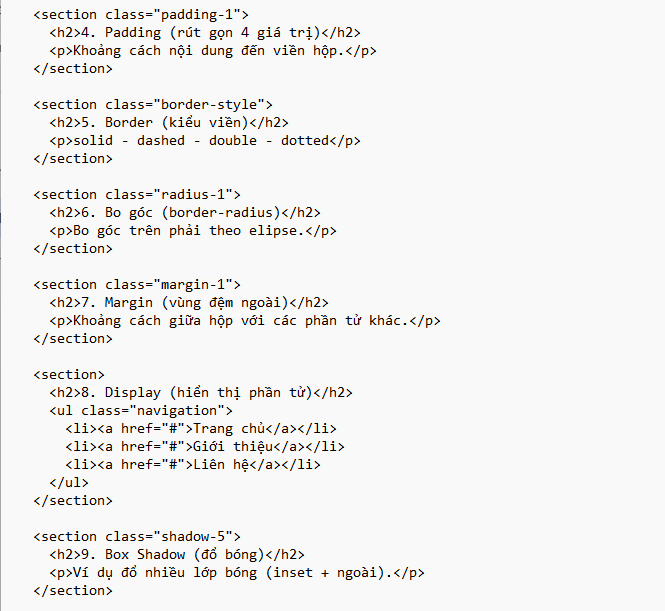 <section class="padding-1">
<h2>4. Padding (rút gọn 4 giá trị)</h2>
<p>Khoảng cách nội dung đến viền hộp.</p>
</section>
<section class="border-style">
<h2>5. Border (kiểu viền)</h2>
<p>solid - dashed - double - dotted</p>
</section>
<section class="radius-1">
<h2>6. Bo góc (border-radius)</h2>
<p>Bo góc trên phải theo elipse.</p>
</section>
<section class="margin-1">
<h2>7. Margin (vùng đệm ngoài)</h2>
<p>Khoảng cách giữa hộp với các phần tử khác.</p>
</section>
<section>
<h2>8. Display (hiển thị phần tử)</h2>
<ul class="navigation">
<li><a href="#">Trang chủ</a></li>
<li><a href="#">Giới thiệu</a></li>
<li><a href="#">Liên hệ</a></li>
</ul>
</section>
<section class="shadow-5">
<h2>9. Box Shadow (đổ bóng)</h2>
<p>Ví dụ đổ nhiều lớp bóng (inset + ngoài).</p>
</section>